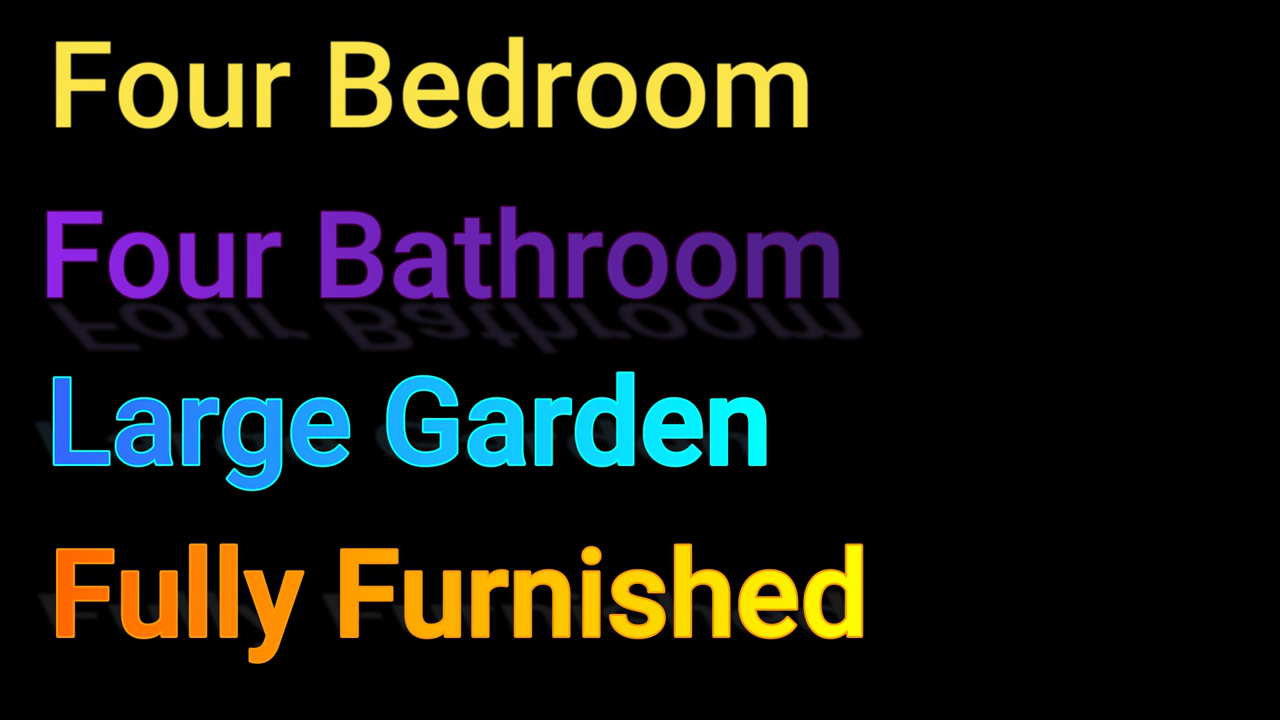 Four Bedroom
Four Bathroom
Large Garden
Fully Furnished